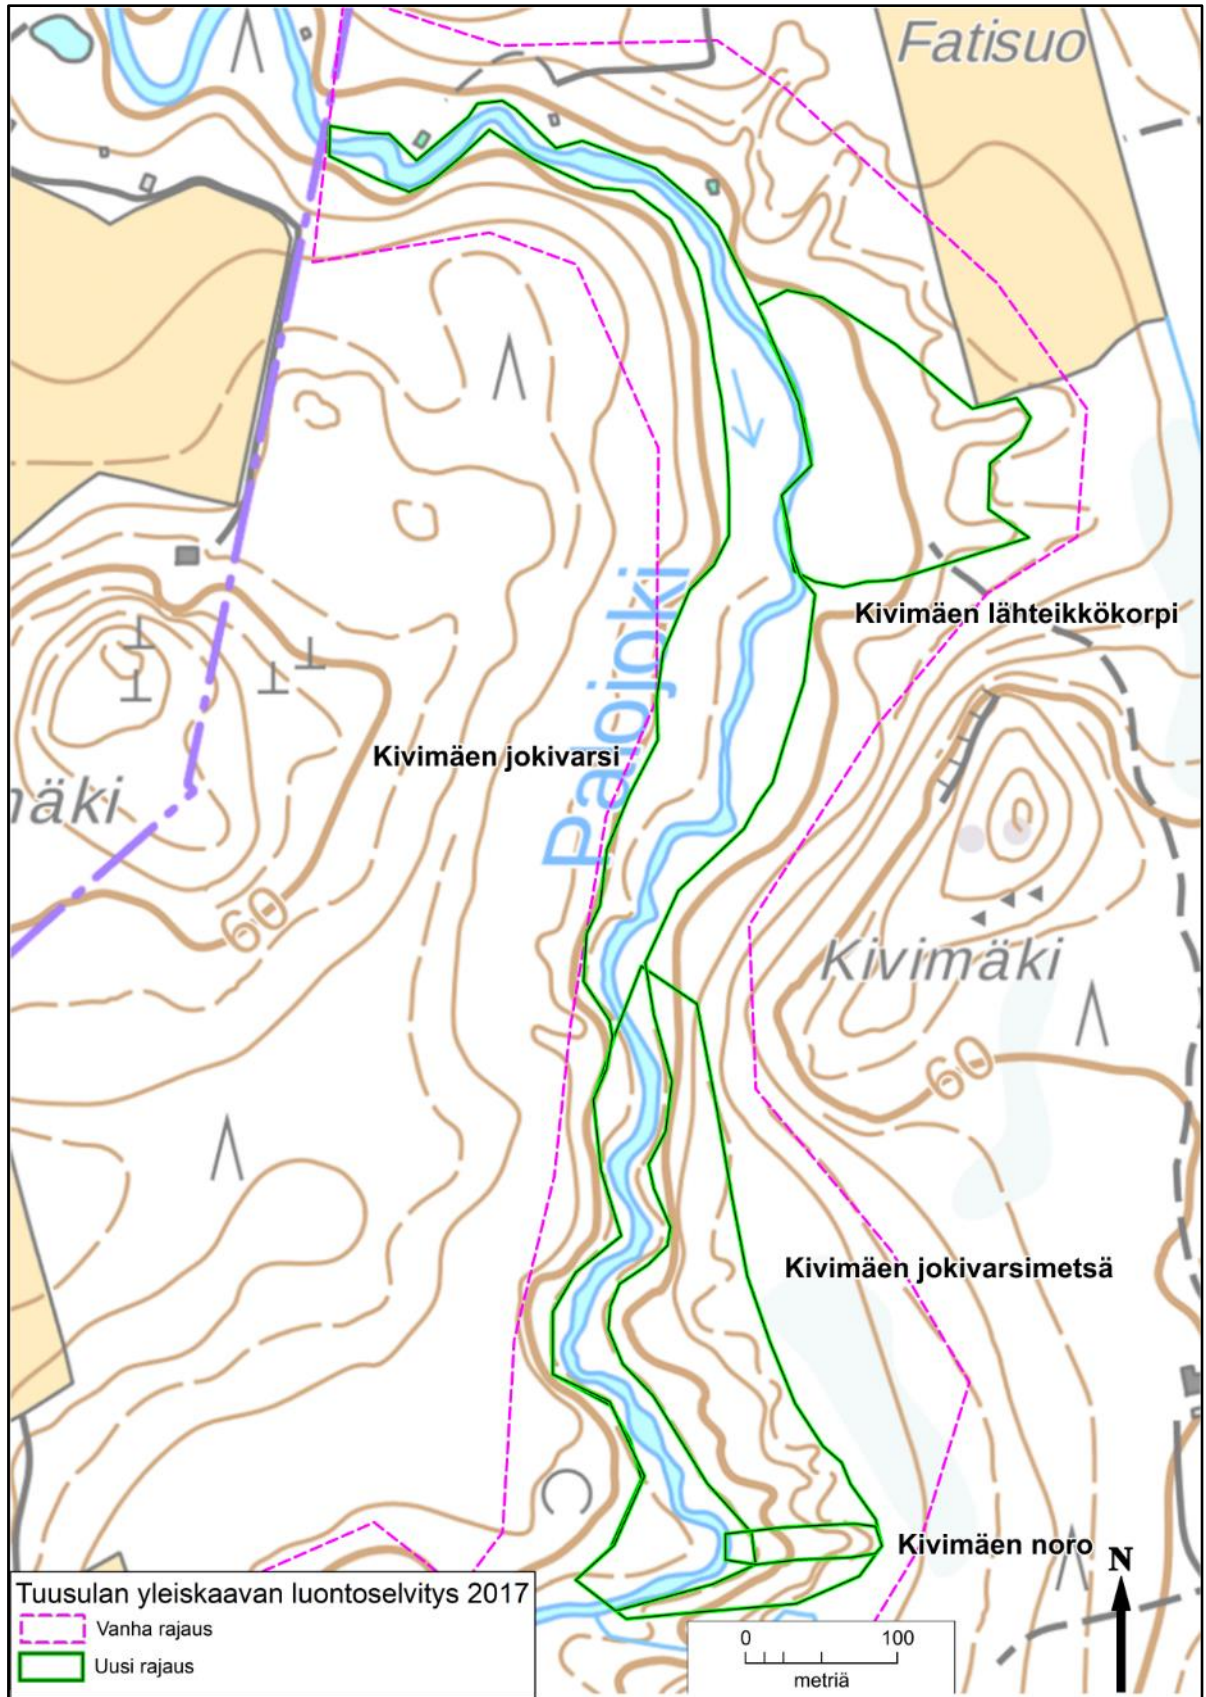 Fatisuo
Kivimäen lähteikkökorpi
Palojoki
Kivimäen jokivarsi
mäki
60
Kivimäki
60
Kivimäen jokivarsimetsä
Kivimäen noro
N
Tuusulan yleiskaavan luontoselvitys 2017
Vanha rajaus
Uusi rajaus
0 100
metriä